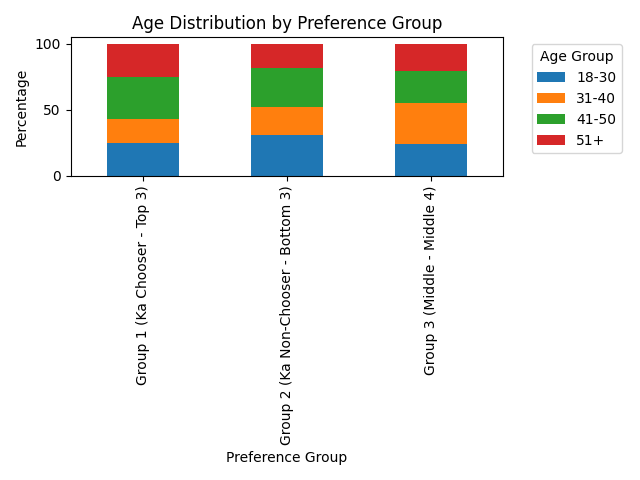 Age Distribution by Preference Group
Percentage
100
50
0
Group 1 (Ka Chooser - Top 3)
Group 2 (Ka Non-Chooser - Bottom 3)
Group 3 (Middle - Middle 4)
Preference Group
Age Group
18-30
31-40
41-50
51+